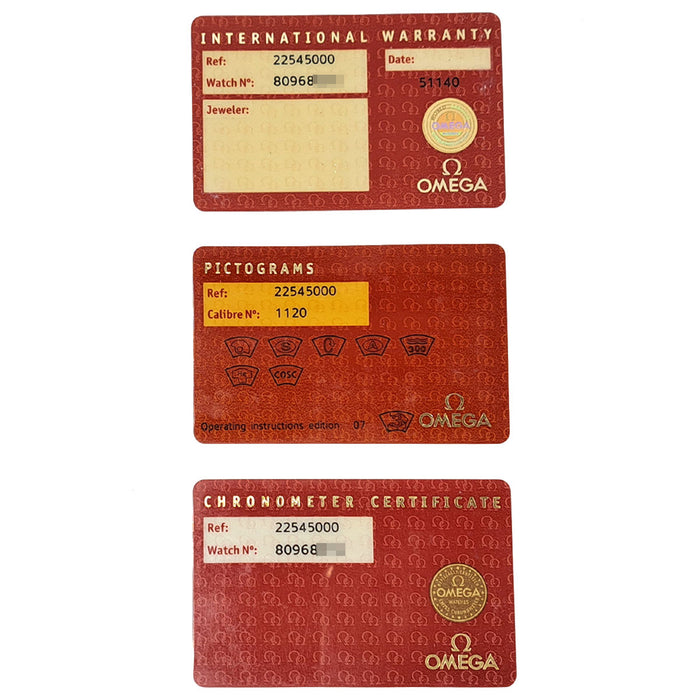 INTERNATIONAL WARRANTY
Ref: 22545000 Date:
Watch Nº: 80968 51140
Jeweler:
OMEGA
Ω
OMEGA
PICTOGRAMS
Ref: 22545000
Calibre Nº: 1120
300
COSC
Operating instructions edition 07
Ω
OMEGA
CHRONOMETER CERTIFICATE
Ref: 22545000
Watch Nº: 80968
Ω
OMEGA
WATCHES
Ω
OMEGA